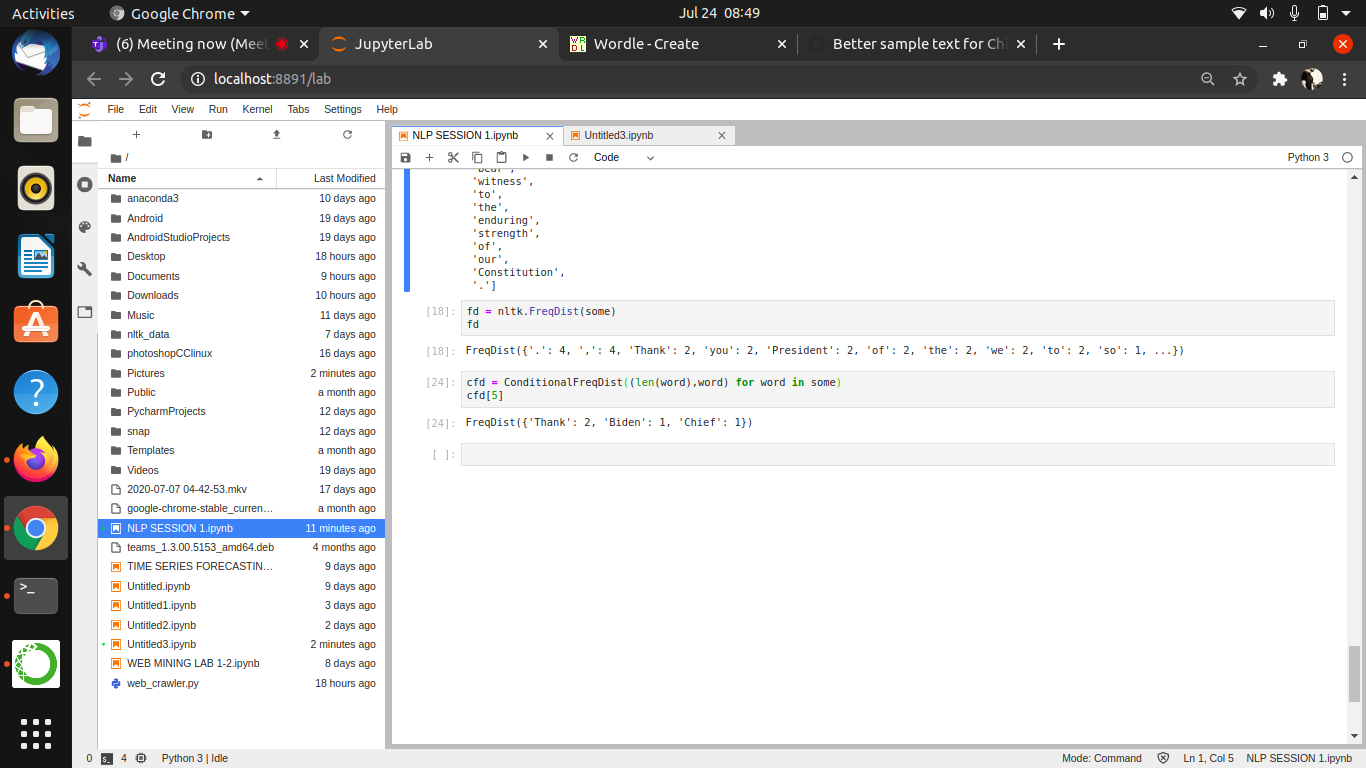 Activities
Google Chrome
Jul 24 08:49
(6) Meeting now (Meet
JupyterLab
Wordle - Create
Better sample text for Ch
localhost:8891/lab
File Edit View Run Kernel Tabs Settings Help
/
Name Last Modified
anaconda3 10 days ago
Android 19 days ago
AndroidStudioProjects 19 days ago
Desktop 18 hours ago
Documents 9 hours ago
Downloads 10 hours ago
Music 11 days ago
nltk_data 7 days ago
photoshopCClinux 16 days ago
Pictures 2 minutes ago
Public a month ago
PycharmProjects 12 days ago
snap 12 days ago
Templates a month ago
Videos 19 days ago
2020-07-07 04-42-53.mkv 17 days ago
google-chrome-stable_curren... a month ago
NLP SESSION 1.ipynb 11 minutes ago
teams_1.3.00.5153_amd64.deb 4 months ago
TIME SERIES FORECASTIN... 9 days ago
Untitled.ipynb 9 days ago
Untitled1.ipynb 3 days ago
Untitled2.ipynb 2 days ago
Untitled3.ipynb 2 minutes ago
WEB MINING LAB 1-2.ipynb 8 days ago
web_crawler.py 18 hours ago
NLP SESSION 1.ipynb
Untitled3.ipynb
Code
Python 3
'bear',
'witness',
'to',
'the',
'enduring',
'strength',
'of',
'our',
'Constitution',
'.']
[18]: fd = nltk.FreqDist(some)
fd
[18]: FreqDist({'.': 4, ',': 4, 'Thank': 2, 'you': 2, 'President': 2, 'of': 2, 'the': 2, 'we': 2, 'to': 2, 'so': 1, ...})
[24]: cfd = ConditionalFreqDist((len(word),word) for word in some)
cfd[5]
[24]: FreqDist({'Thank': 2, 'Biden': 1, 'Chief': 1})
[ ]:
0 4 Python 3 | Idle
Mode: Command Ln 1, Col 5 NLP SESSION 1.ipynb